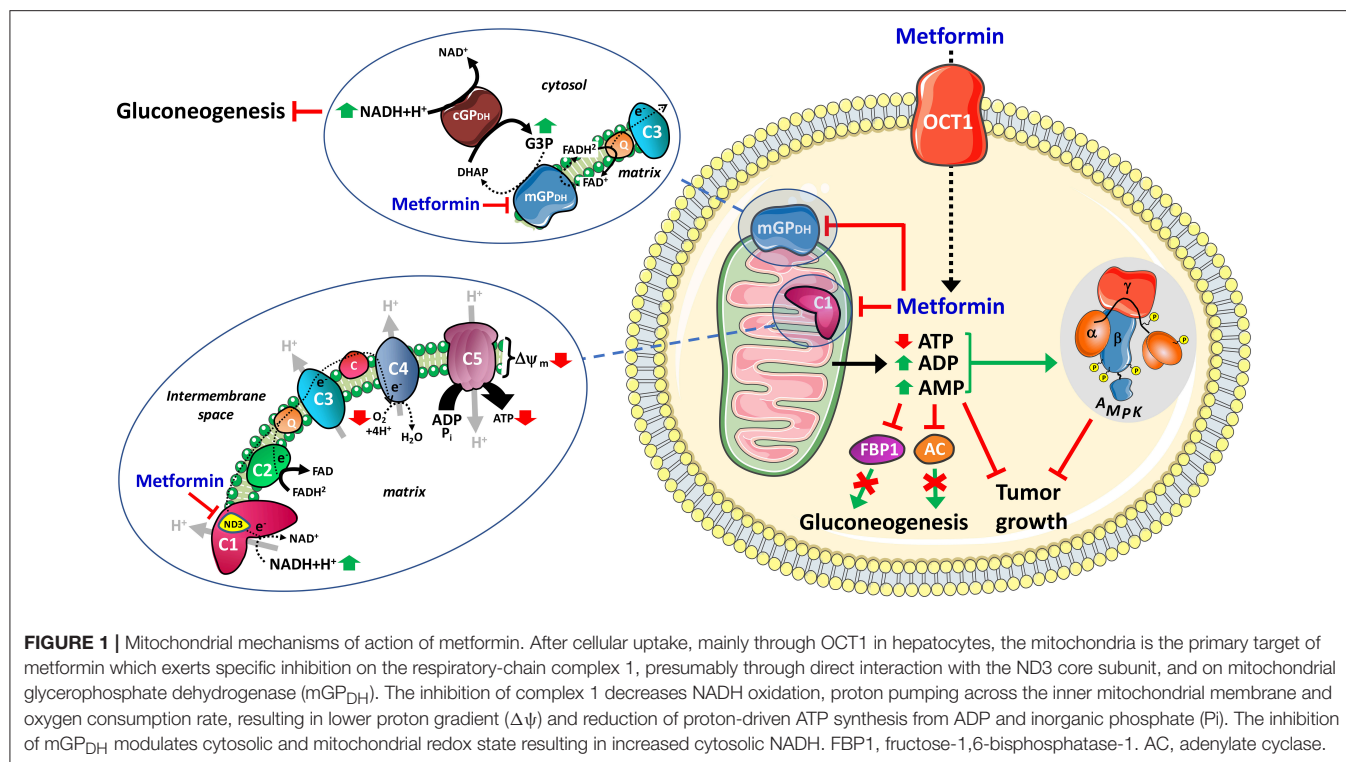 Metformin
OCT1
NAD⁺
cytosol
Gluconeogenesis
NADH+H⁺
cGPDH
G3P
DHAP
FADH²
FAD⁺
Q
e⁻
C3
matrix
Metformin
mGPDH
mGPDH
C1
Metformin
ATP
ADP
AMP
γ
α
β
P
P
P
P
P
AMPK
FBP1
AC
Gluconeogenesis
Tumor
growth
H⁺
H⁺
H⁺
C5
Δψm
C
C4
e⁻
e⁻
C3
Intermembrane
space
Q
O₂
+4H⁺
H₂O
ADP
Pi
ATP
H⁺
e⁻
C2
FAD
FADH²
matrix
Metformin
H⁺
ND3
e⁻
C1
NAD⁺
NADH+H⁺
FIGURE 1 | Mitochondrial mechanisms of action of metformin. After cellular uptake, mainly through OCT1 in hepatocytes, the mitochondria is the primary target of
metformin which exerts specific inhibition on the respiratory-chain complex 1, presumably through direct interaction with the ND3 core subunit, and on mitochondrial
glycerophosphate dehydrogenase (mGPDH). The inhibition of complex 1 decreases NADH oxidation, proton pumping across the inner mitochondrial membrane and
oxygen consumption rate, resulting in lower proton gradient (Δψ) and reduction of proton-driven ATP synthesis from ADP and inorganic phosphate (Pi). The inhibition
of mGPDH modulates cytosolic and mitochondrial redox state resulting in increased cytosolic NADH. FBP1, fructose-1,6-bisphosphatase-1. AC, adenylate cyclase.